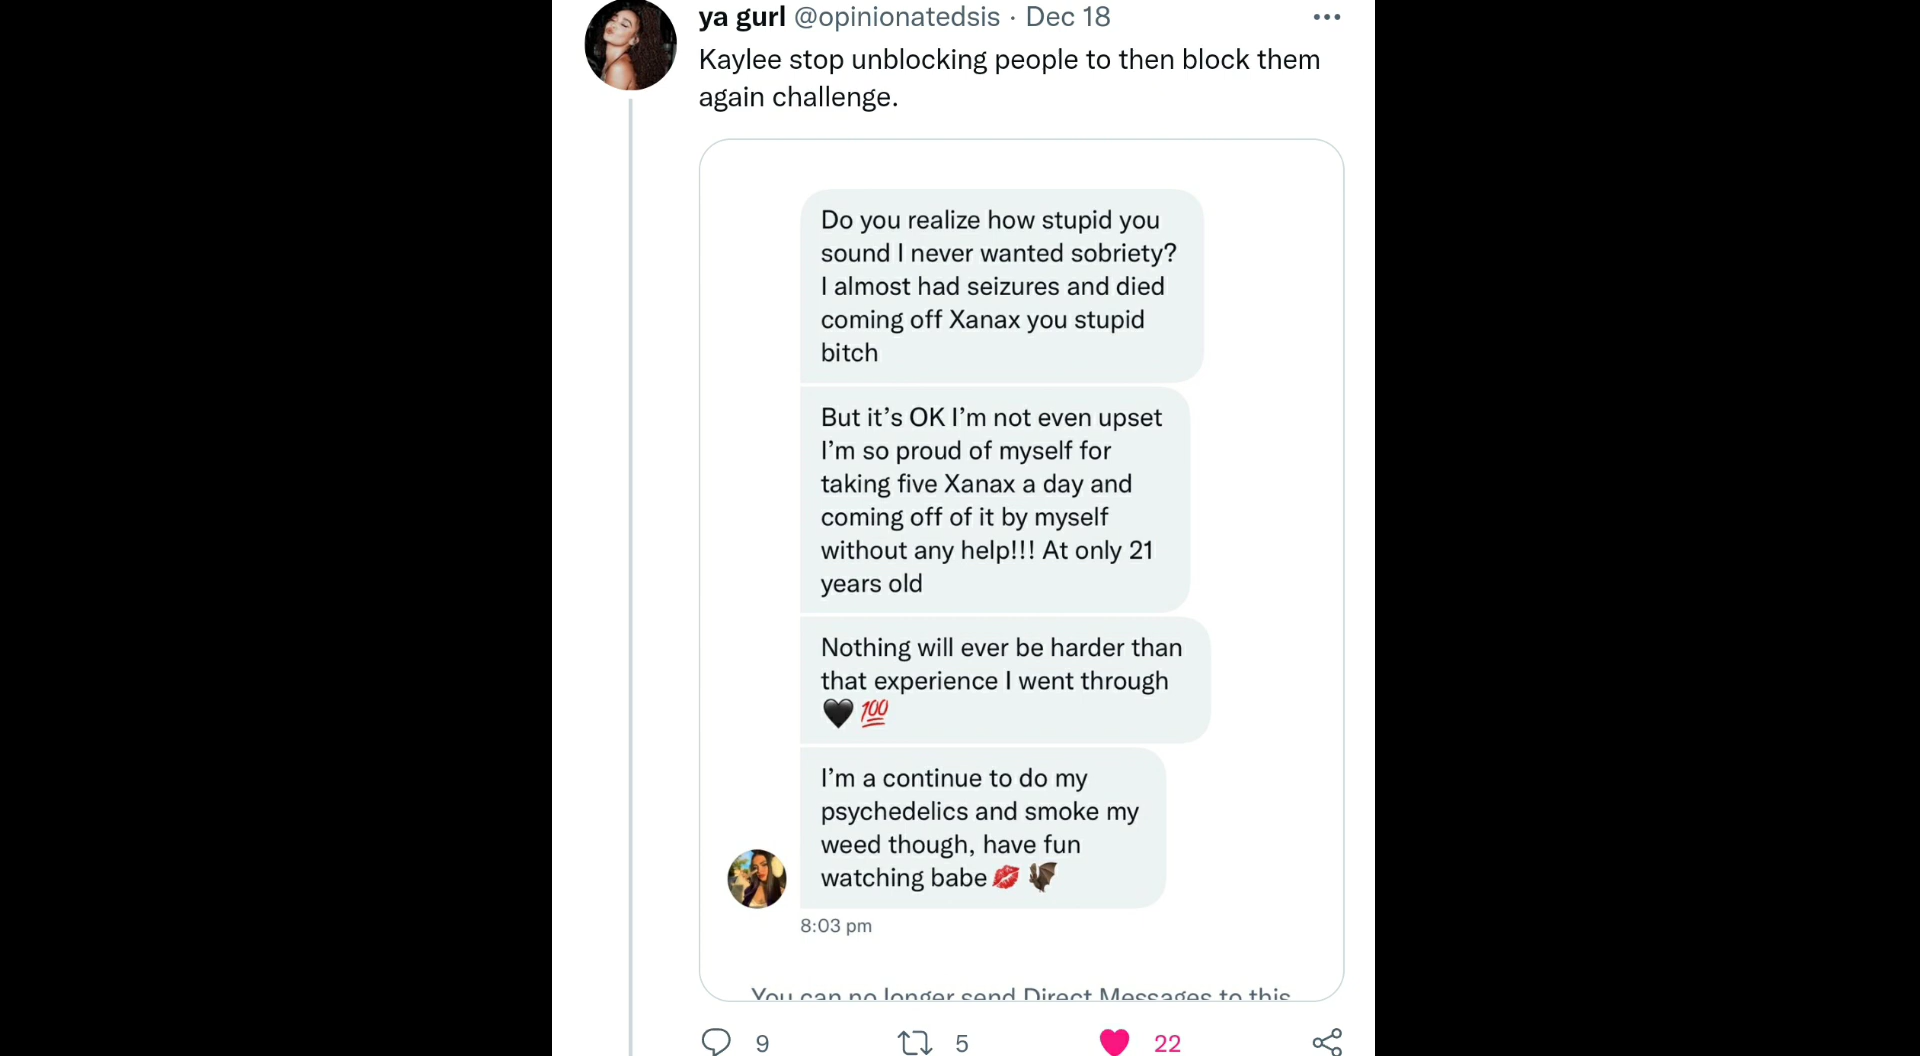 ya gurl @opinionatedsis · Dec 18
Kaylee stop unblocking people to then block them
again challenge.
Do you realize how stupid you
sound I never wanted sobriety?
I almost had seizures and died
coming off Xanax you stupid
bitch
But it’s OK I’m not even upset
I’m so proud of myself for
taking five Xanax a day and
coming off of it by myself
without any help!!! At only 21
years old
Nothing will ever be harder than
that experience I went through
🖤 💯
I’m a continue to do my
psychedelics and smoke my
weed though, have fun
watching babe💋 🦇
8:03 pm
You can no longer send Direct Messages to this
9 5 22